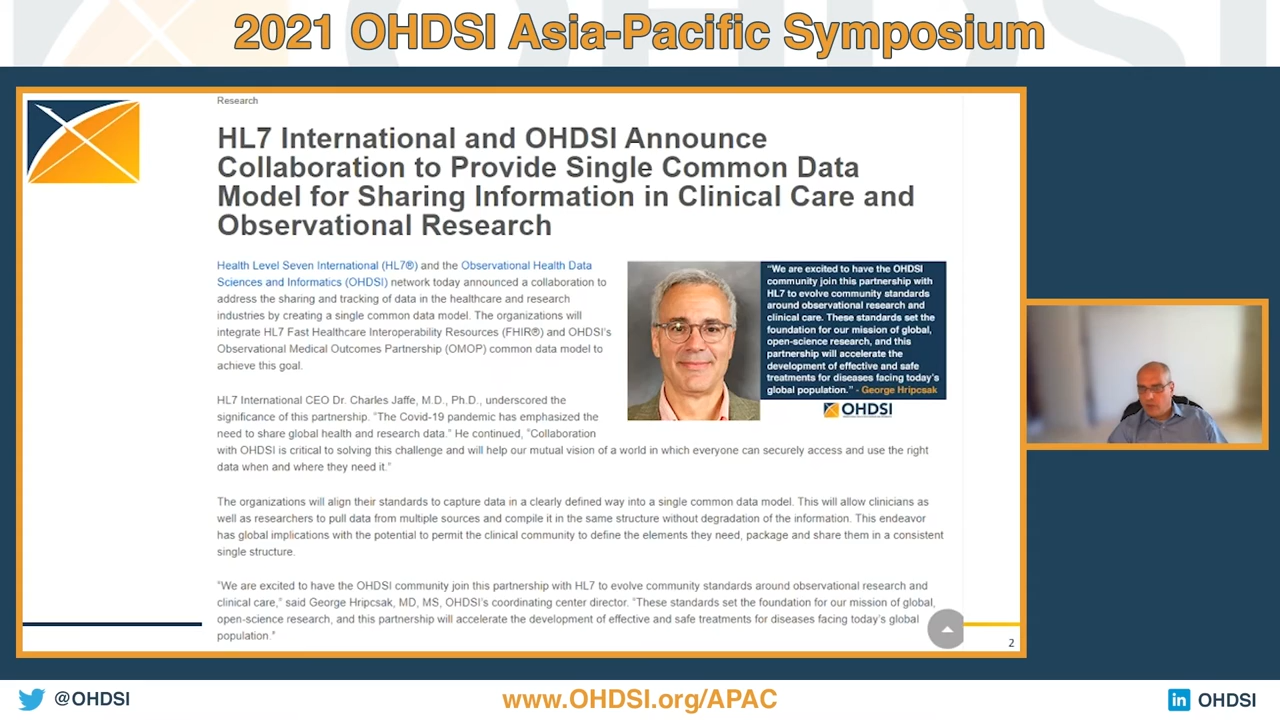 2021 OHDSI Asia-Pacific Symposium
Research
HL7 International and OHDSI Announce
Collaboration to Provide Single Common Data
Model for Sharing Information in Clinical Care and
Observational Research
Health Level Seven International (HL7®) and the Observational Health Data
Sciences and Informatics (OHDSI) network today announced a collaboration to
address the sharing and tracking of data in the healthcare and research
industries by creating a single common data model. The organizations will
integrate HL7 Fast Healthcare Interoperability Resources (FHIR®) and OHDSI's
Observational Medical Outcomes Partnership (OMOP) common data model to
achieve this goal.
"We are excited to have the OHDSI
community join this partnership with
HL7 to evolve community standards
around observational research and
clinical care. These standards set the
foundation for our mission of global,
open-science research, and this
partnership will accelerate the
development of effective and safe
treatments for diseases facing today's
global population." - George Hripcsak
OHDSI
HL7 International CEO Dr. Charles Jaffe, M.D., Ph.D., underscored the
significance of this partnership. "The Covid-19 pandemic has emphasized the
need to share global health and research data." He continued, "Collaboration
with OHDSI is critical to solving this challenge and will help our mutual vision of a world in which everyone can securely access and use the right
data when and where they need it."
The organizations will align their standards to capture data in a clearly defined way into a single common data model. This will allow clinicians as
well as researchers to pull data from multiple sources and compile it in the same structure without degradation of the information. This endeavor
has global implications with the potential to permit the clinical community to define the elements they need, package and share them in a consistent
single structure.
"We are excited to have the OHDSI community join this partnership with HL7 to evolve community standards around observational research and
clinical care," said George Hripcsak, MD, MS, OHDSI's coordinating center director. "These standards set the foundation for our mission of global,
open-science research, and this partnership will accelerate the development of effective and safe treatments for diseases facing today's global
population."
2
@OHDSI
www.OHDSI.org/APAC
in OHDSI